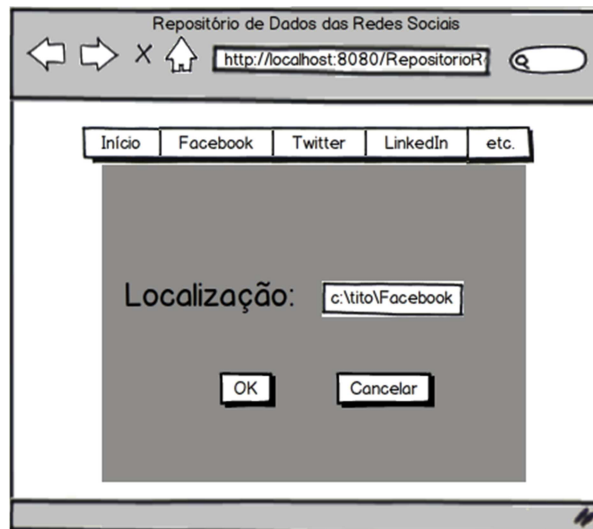 Repositório de Dados das Redes Sociais
http://localhost:8080/RepositorioR
Início Facebook Twitter LinkedIn etc.
Localização: c:\tito\Facebook
OK Cancelar